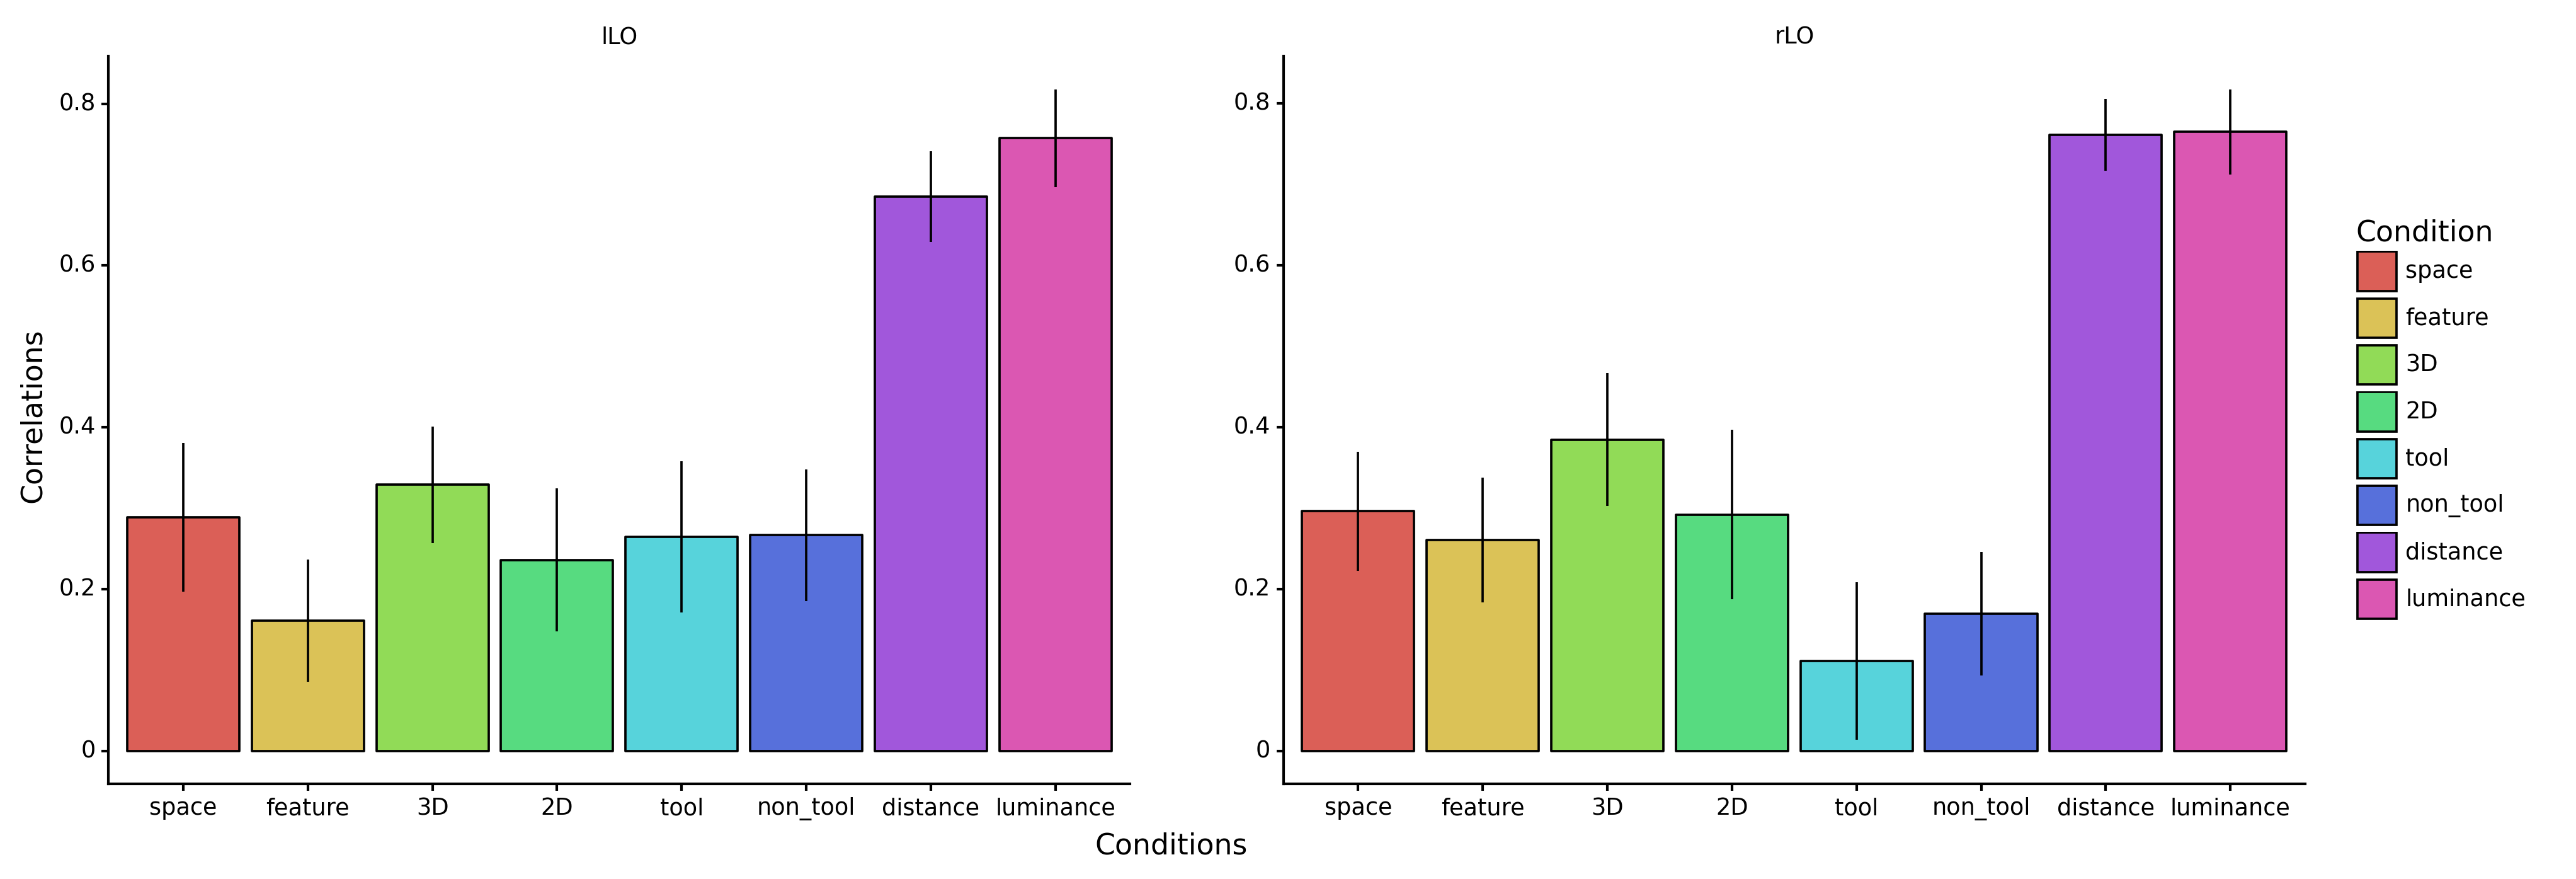 lLO
rLO
0.8
0.6
0.4
0.2
0
0.8
0.6
0.4
0.2
0
Correlations
space feature 3D 2D tool non_tool distance luminance
space feature 3D 2D tool non_tool distance luminance
Conditions
Condition
space
feature
3D
2D
tool
non_tool
distance
luminance